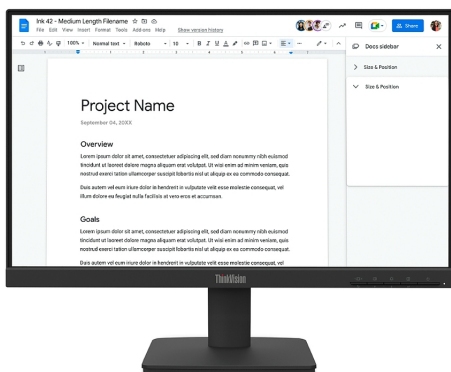 Ink 42 - Medium Length Filename
File Edit View Insert Format Tools Add-ons Help Show version history
Share
100% Normal text Roboto 10 B I U A
Docs sidebar
Size & Position
Size & Position
Project Name
September 04, 20XX
Overview
Lorem ipsum dolor sit amet, consectetuer adipiscing elit, sed diam nonummy nibh euismod
tincidunt ut laoreet dolore magna aliquam erat volutpat. Ut wisi enim ad minim veniam, quis
nostrud exerci tation ullamcorper suscipit lobortis nisl ut aliquip ex ea commodo consequat.
Duis autem vel eum iriure dolor in hendrerit in vulputate velit esse molestie consequat, vel
illum dolore eu feugiat nulla facilisis at vero eros et accumsan.
Goals
Lorem ipsum dolor sit amet, consectetuer adipiscing elit, sed diam nonummy nibh euismod
tincidunt ut laoreet dolore magna aliquam erat volutpat. Ut wisi enim ad minim veniam, quis
nostrud exerci tation ullamcorper suscipit lobortis nisl ut aliquip ex ea commodo consequat.
Duis autem vel eum iriure dolor in hendrerit in vulputate velit esse molestie consequat, vel
ThinkVision